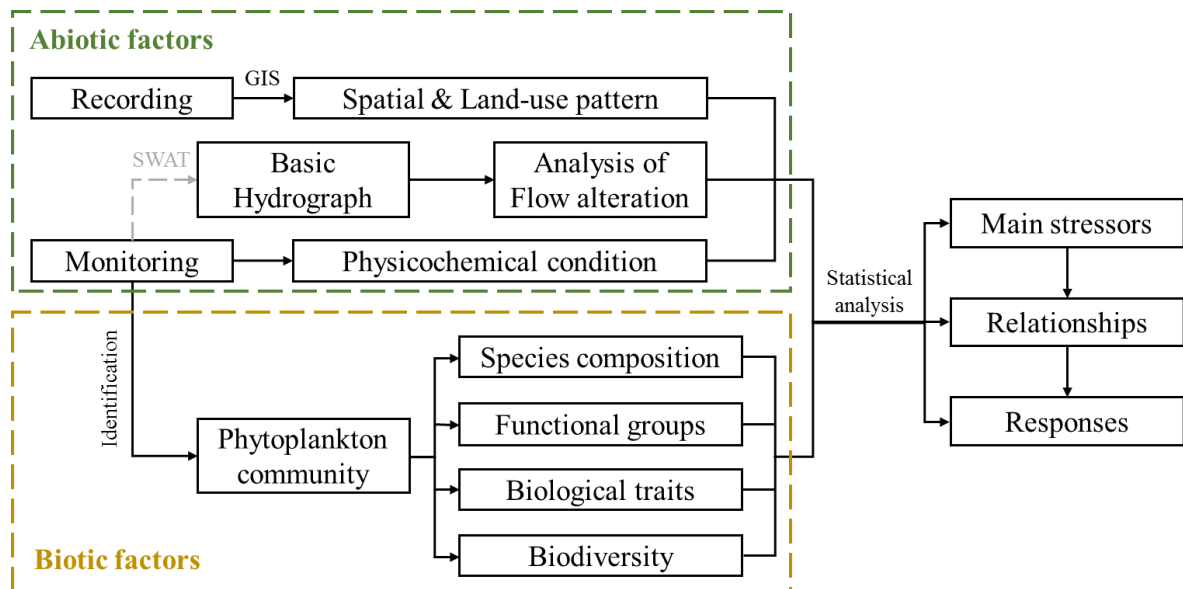 Abiotic factors
GIS
Recording
Spatial & Land-use pattern
SWAT
Basic
Hydrograph
Analysis of
Flow alteration
Monitoring
Physicochemical condition
Identification
Phytoplankton
community
Species composition
Functional groups
Biological traits
Biodiversity
Biotic factors
Statistical
analysis
Main stressors
Relationships
Responses